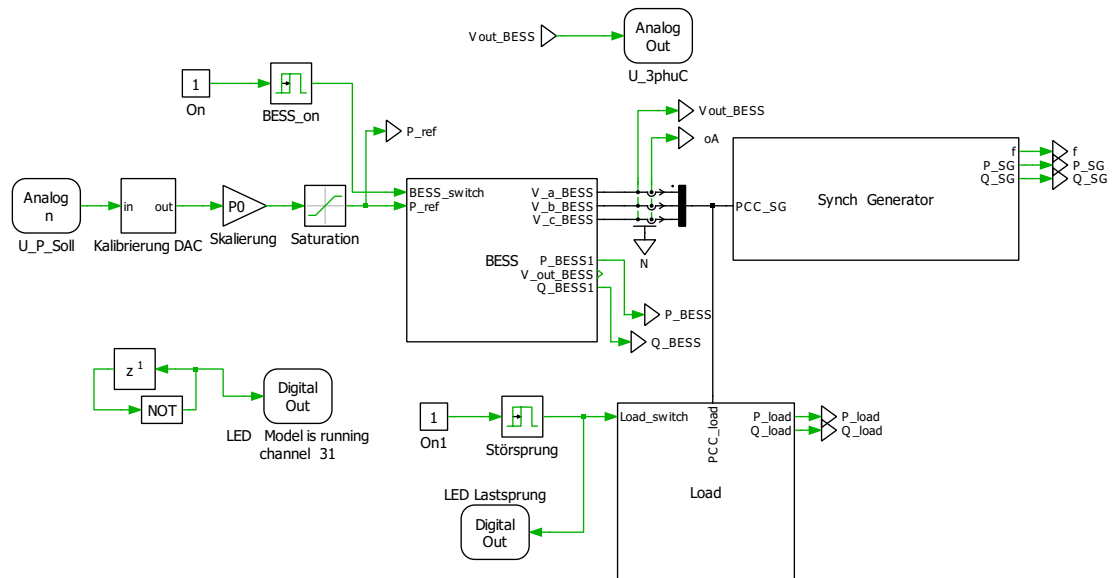 Vout_BESS
Analog
Out
U_3phuC
1
On
BESS_on
P_ref
Vout_BESS
oA
Analog
n
U_P_Soll
in
out
Kalibrierung DAC
P0
Skalierung
Saturation
BESS_switch
P_ref
V_a_BESS
V_b_BESS
V_c_BESS
BESS
P_BESS1
V_out_BESS
Q_BESS1
N
PCC_SG
Synch Generator
f
P_SG
Q_SG
f
P_SG
Q_SG
P_BESS
Q_BESS
z 1
NOT
Digital
Out
LED Model is running
channel 31
1
On1
Störsprung
Load_switch
PCC_load
P_load
Q_load
P_load
Q_load
Load
LED Lastsprung
Digital
Out